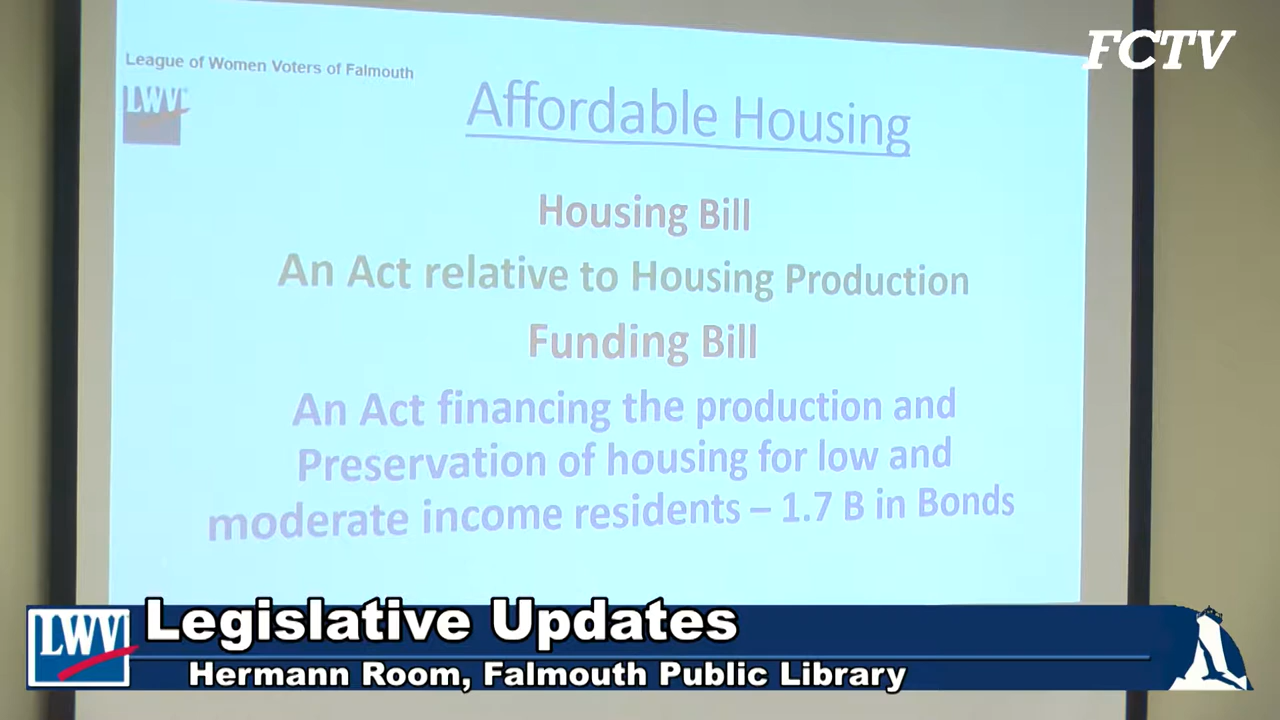 FCTV
League of Women Voters of Falmouth
LWV
Affordable Housing
Housing Bill
An Act relative to Housing Production
Funding Bill
An Act financing the production and
Preservation of housing for low and
moderate income residents – 1.7 B in Bonds
LWV
Legislative Updates
Hermann Room, Falmouth Public Library